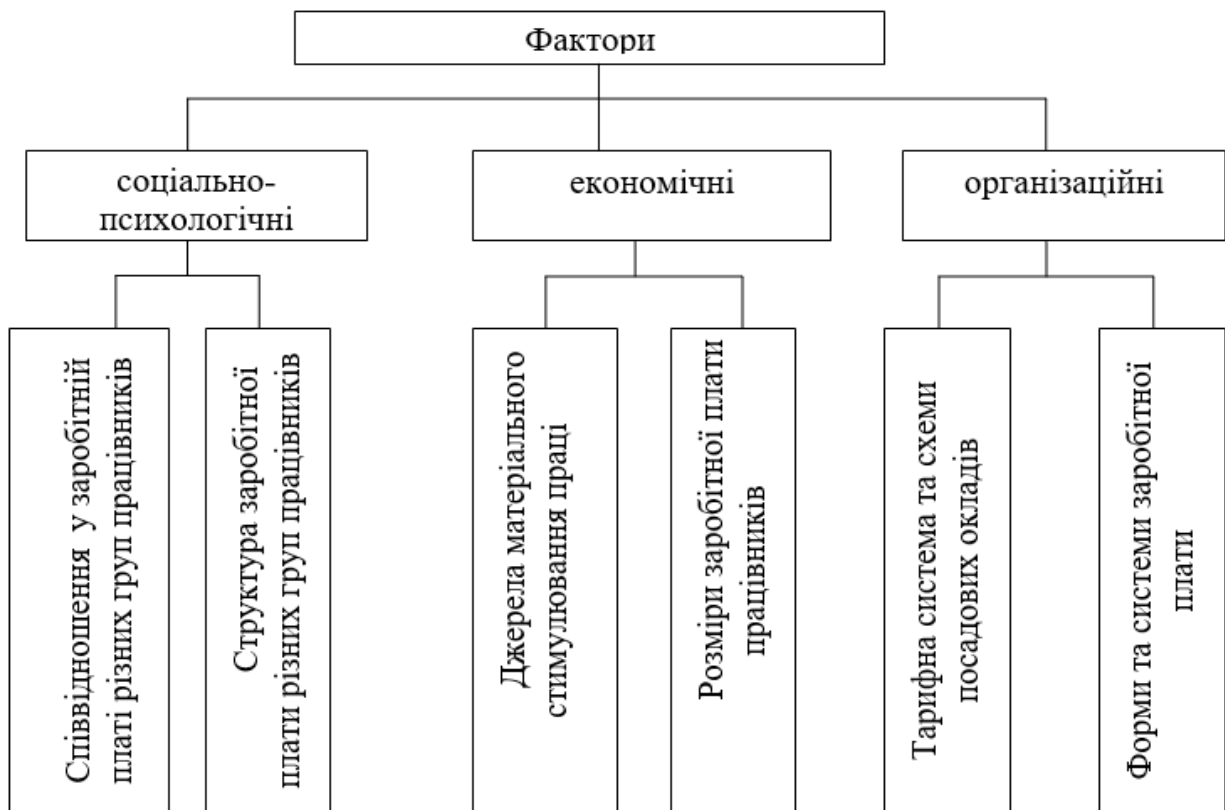 Фактори
соціально-
психологічні
економічні
організаційні
Співвідношення у заробітній
платі різних груп працівників
Структура заробітної
плати різних груп працівників
Джерела матеріального
стимулювання праці
Розміри заробітної плати
працівників
Тарифна система та схеми
посадових окладів
Форми та системи заробітної
плати